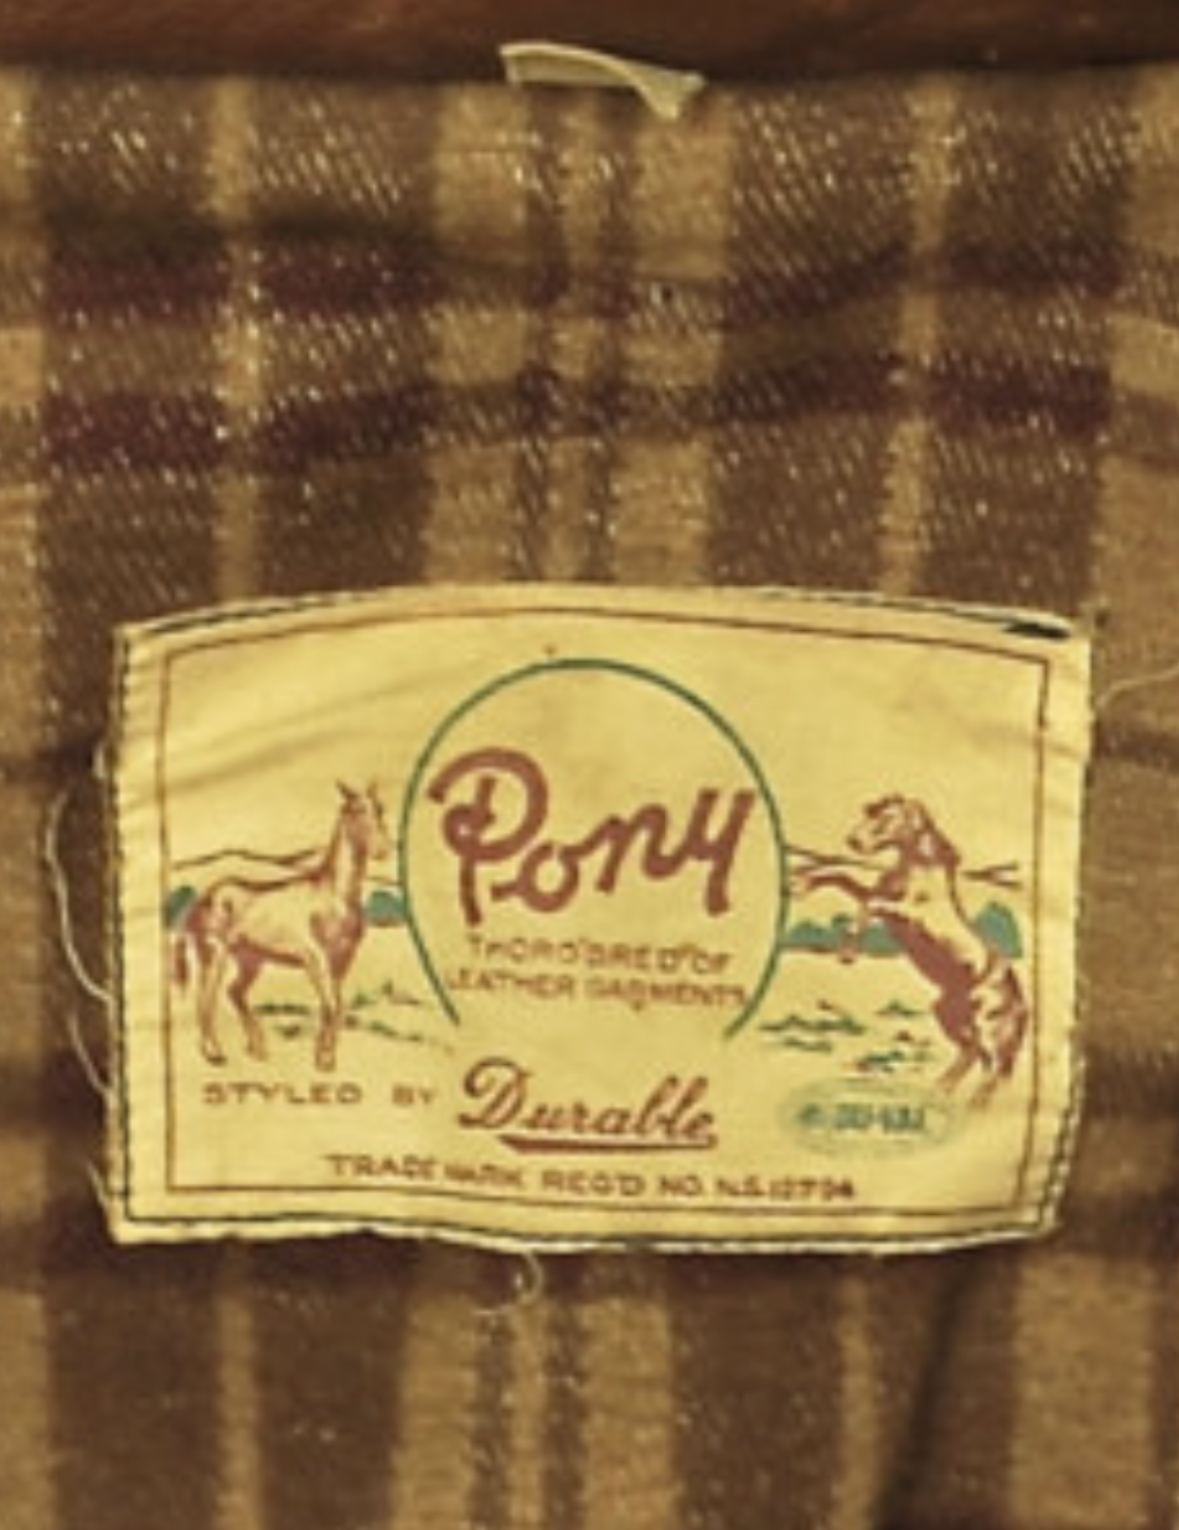 Pony
THORO'BRED OF
LEATHER GARMENTS
STYLED BY Durable
TRADE MARK REG'D NO. N.S.